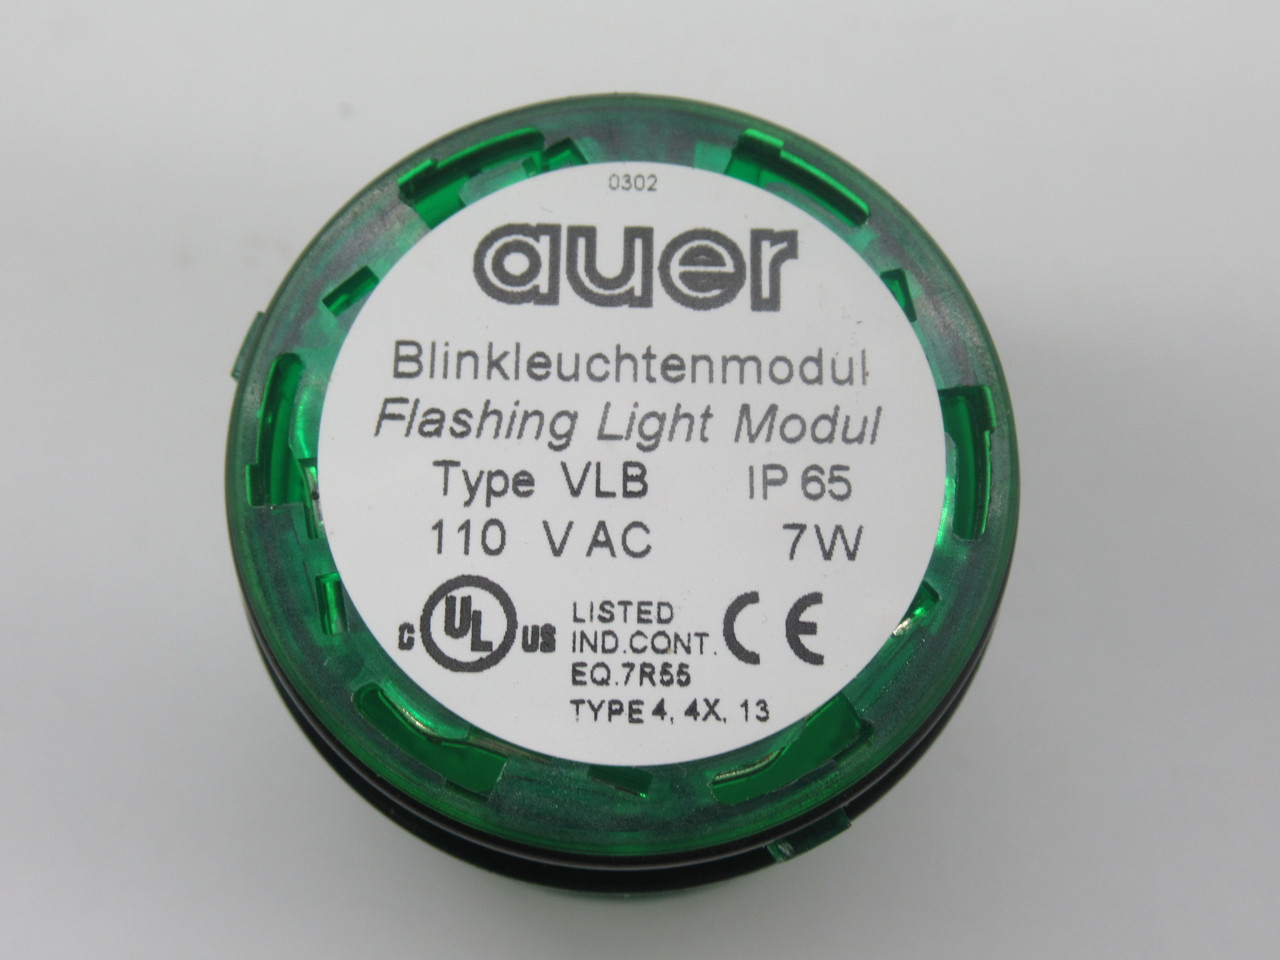 0302
auer
Blinkleuchtenmodul
Flashing Light Modul
Type VLB IP 65
110 V AC 7W
C UL US LISTED CE
IND.CONT.
EQ.7R55
TYPE 4, 4X, 13